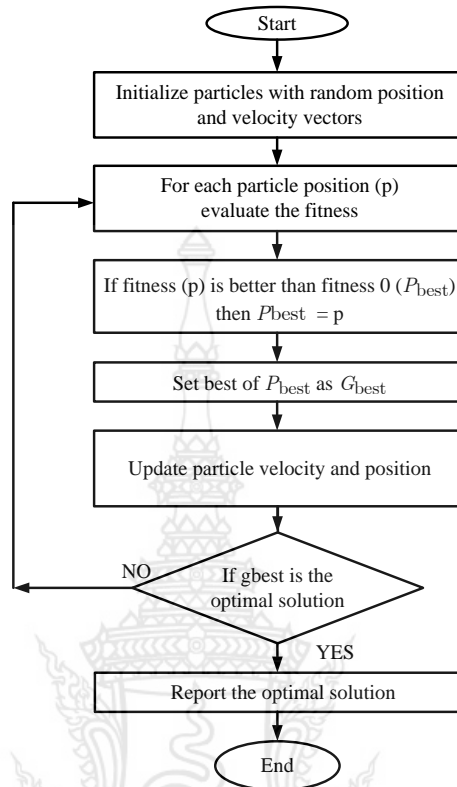 Start
Initialize particles with random position
and velocity vectors
For each particle position (p)
evaluate the fitness
If fitness (p) is better than fitness 0 (Pbest)
then Pbest = p
Set best of Pbest as Gbest
Update particle velocity and position
NO
If gbest is the
optimal solution
YES
Report the optimal solution
End